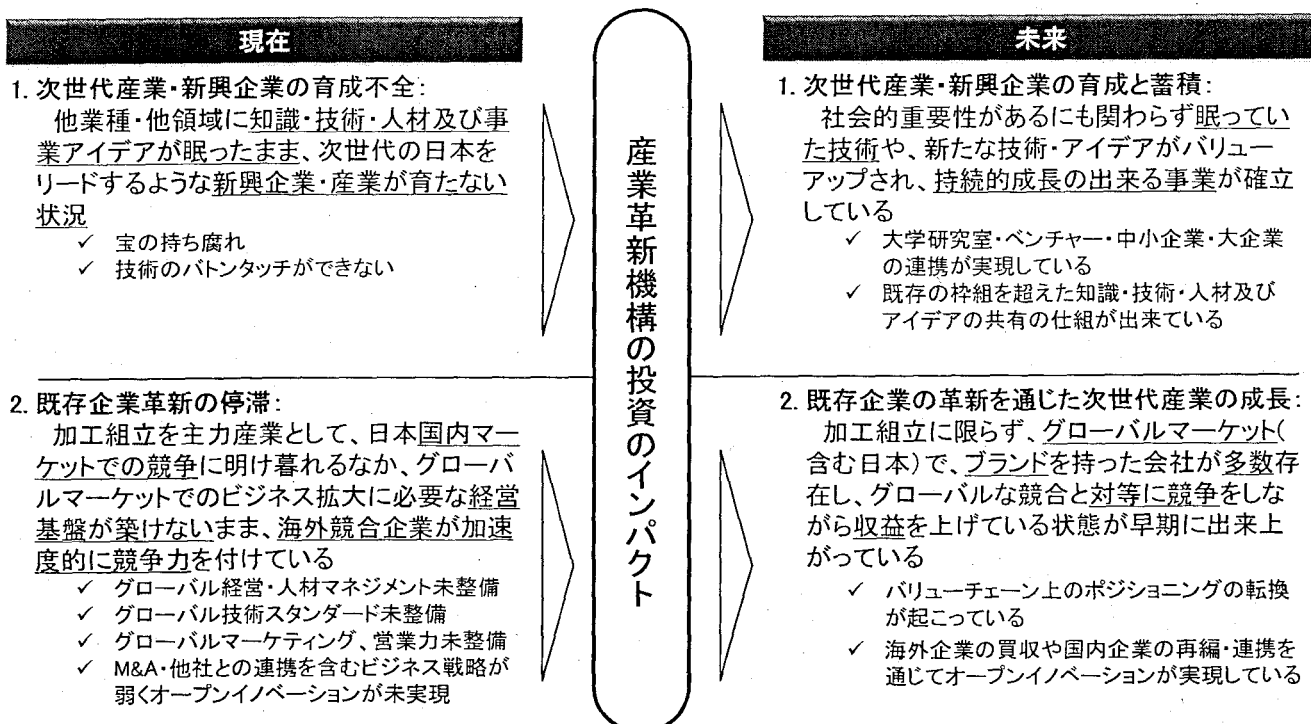 現在
1. 次世代産業・新興企業の育成不全:
他業種・他領域に知識・技術・人材及び事
業アイデアが眠ったまま、次世代の日本を
リードするような新興企業・産業が育たない
状況
✓ 宝の持ち腐れ
✓ 技術のバトンタッチができない
2. 既存企業革新の停滞:
加工組立を主力産業として、日本国内マー
ケットでの競争に明け暮れるなか、グローバ
ルマーケットでのビジネス拡大に必要な経営
基盤が築けないまま、海外競合企業が加速
度的に競争力を付けている
✓ グローバル経営・人材マネジメント未整備
✓ グローバル技術スタンダード未整備
✓ グローバルマーケティング、営業力未整備
✓ M&A・他社との連携を含むビジネス戦略が
弱くオープンイノベーションが未実現
産業革新機構の投資のインパクト
未来
1. 次世代産業・新興企業の育成と蓄積:
社会的重要性があるにも関わらず眠ってい
た技術や、新たな技術・アイデアがバリュー
アップされ、持続的成長の出来る事業が確立
している
✓ 大学研究室・ベンチャー・中小企業・大企業
の連携が実現している
✓ 既存の枠組を超えた知識・技術・人材及び
アイデアの共有の仕組が出来ている
2. 既存企業の革新を通じた次世代産業の成長:
加工組立に限らず、グローバルマーケット(
含む日本)で、ブランドを持った会社が多数存
在し、グローバルな競合と対等に競争をしな
がら収益を上げている状態が早期に出来上
がっている
✓ バリューチェーン上のポジショニングの転換
が起こっている
✓ 海外企業の買収や国内企業の再編・連携を
通じてオープンイノベーションが実現している